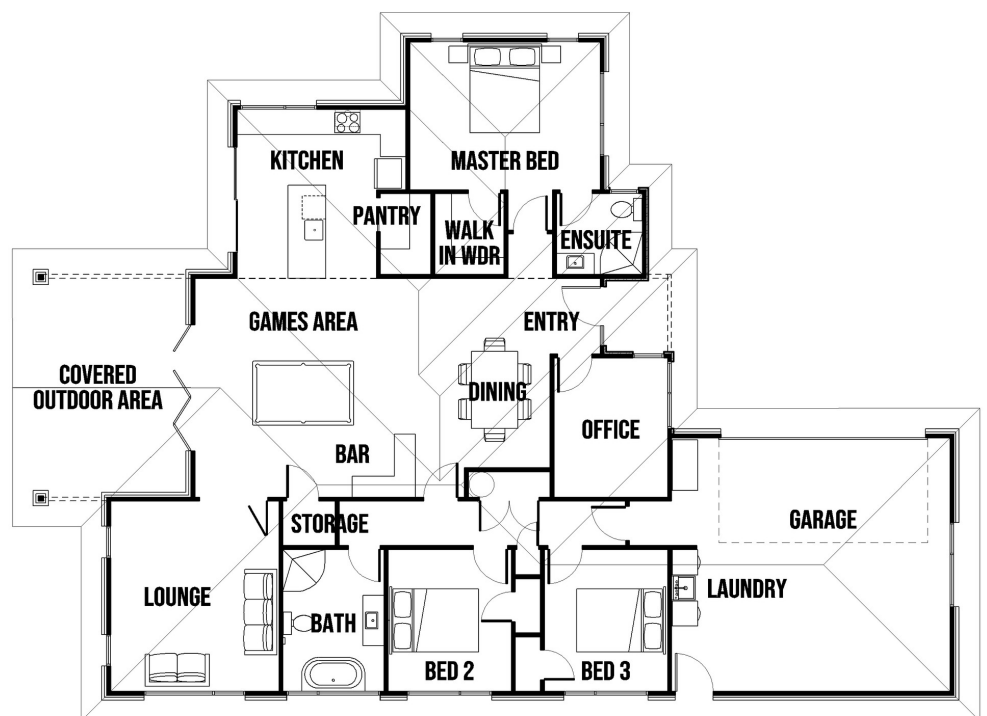 KITCHEN
MASTER BED
PANTRY
WALK
IN WDR
ENSUITE
GAMES AREA
ENTRY
COVERED
OUTDOOR AREA
DINING
OFFICE
BAR
STORAGE
GARAGE
LOUNGE
BATH
LAUNDRY
BED 2
BED 3